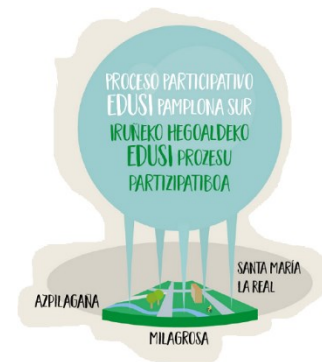 PROCESO PARTICIPATIVO
EDUSI PAMPLONA SUR
IRUÑEKO HEGOALDEKO
EDUSI PROZESU
PARTIZIPATIBOA
SANTA MARÍA
LA REAL
AZPILAGAÑA
MILAGROSA